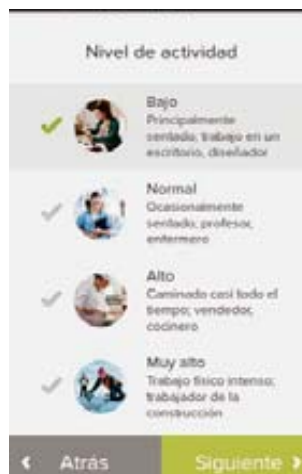 Nivel de actividad
Bajo
Principalmente
sentado, trabajo en un
escritorio, diseñador
Normal
Ocasionalmente
sentado, profesor,
enfermero
Alto
Caminado casi todo el
tiempo; vendedor,
cocinero
Muy alto
Trabajo físico intenso;
trabajador de la
construcción
Atrás
Siguiente